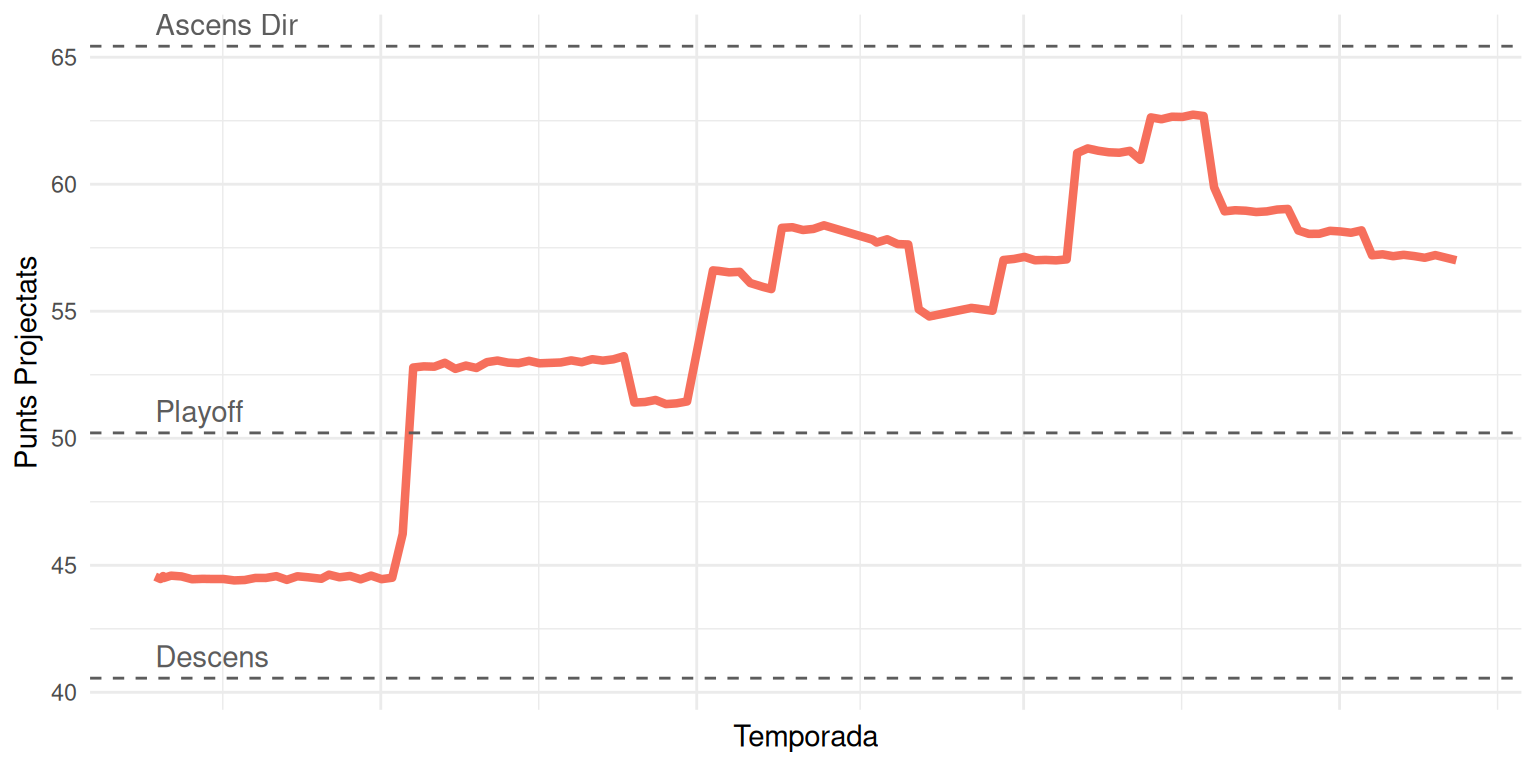 Ascens Dir
65
60
55
Playoff
50
45
Descens
40
Punts Projectats
Temporada